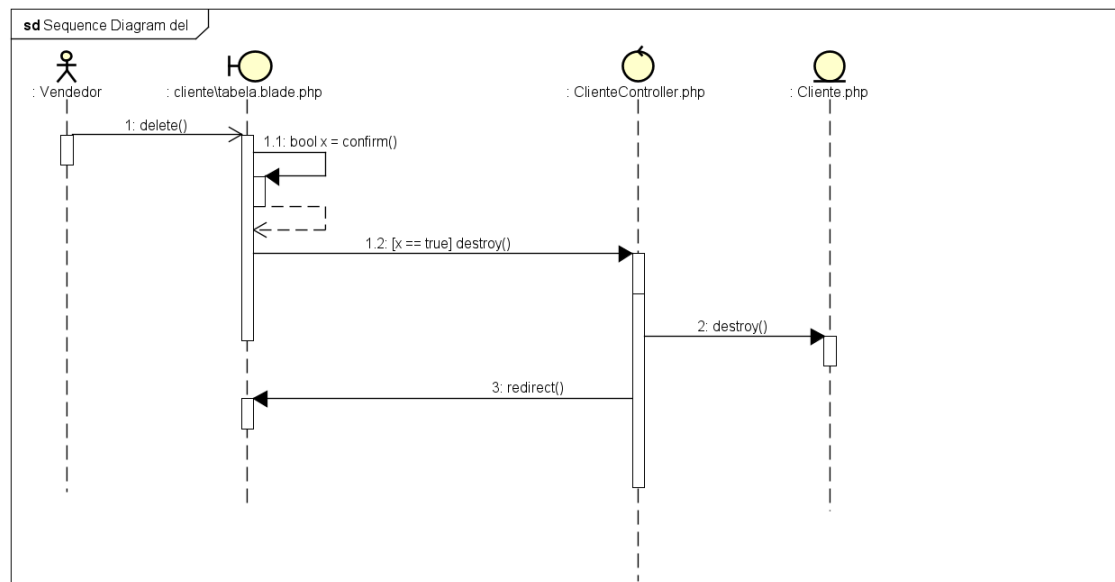 sd Sequence Diagram del
: Vendedor
: cliente\tabela.blade.php
: ClienteController.php
: Cliente.php
1: delete()
1.1: bool x = confirm()
1.2: [x == true] destroy()
2: destroy()
3: redirect()